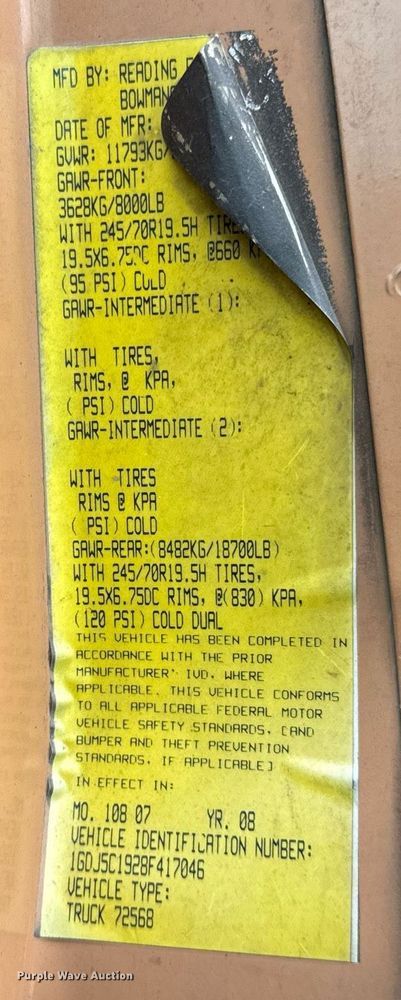 MFD BY: READING
BOWMAN
DATE OF MFR:
GVWR: 11793KG/
GAWR-FRONT:
3628KG/8000LB
WITH 245/70R19.5H TIRE
19.5X6.75DC RIMS, @660 K
(95 PSI) COLD
GAWR-INTERMEDIATE (1):
WITH TIRES,
RIMS, @ KPA,
( PSI) COLD
GAWR-INTERMEDIATE (2):
WITH TIRES
RIMS @ KPA
( PSI) COLD
GAWR-REAR:(8482KG/18700LB)
WITH 245/70R19.5H TIRES,
19.5X6.75DC RIMS, @(830) KPA,
(120 PSI) COLD DUAL
THIS VEHICLE HAS BEEN COMPLETED IN
ACCORDANCE WITH THE PRIOR
MANUFACTURER' IVD, WHERE
APPLICABLE. THIS VEHICLE CONFORMS
TO ALL APPLICABLE FEDERAL MOTOR
VEHICLE SAFETY STANDARDS, [AND
BUMPER AND THEFT PREVENTION
STANDARDS, IF APPLICABLE]
IN EFFECT IN:
MO. 108 07 YR. 08
VEHICLE IDENTIFICATION NUMBER:
1GDJ5C1928F417046
VEHICLE TYPE:
TRUCK 72568
Purple Wave Auction